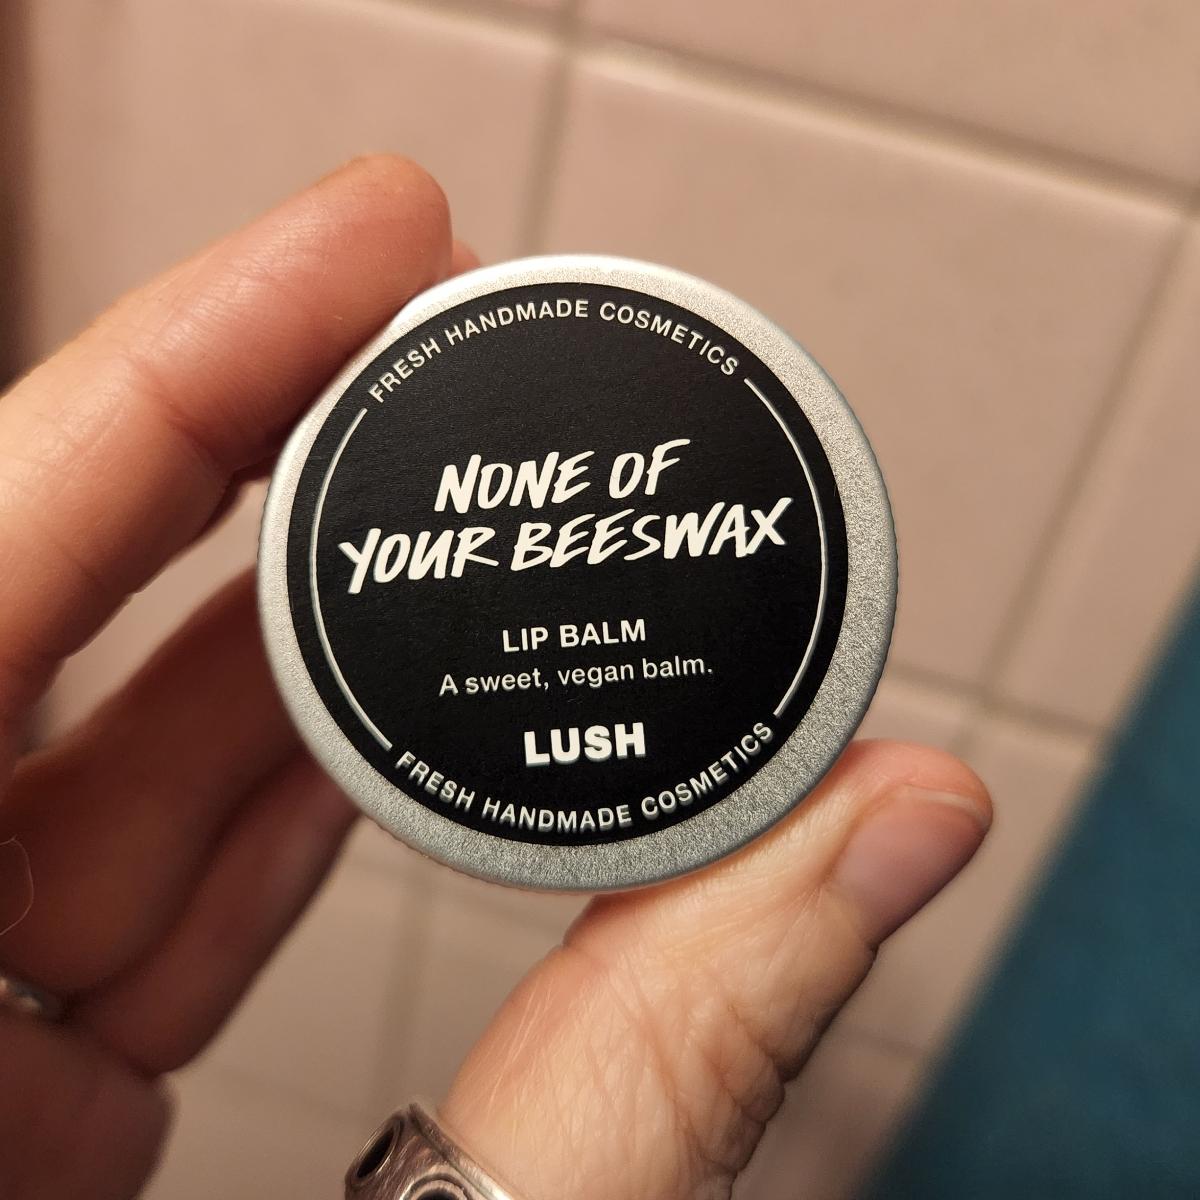 FRESH HANDMADE COSMETICS
NONE OF
YOUR BEESWAX
LIP BALM
A sweet, vegan balm.
LUSH
FRESH HANDMADE COSMETICS